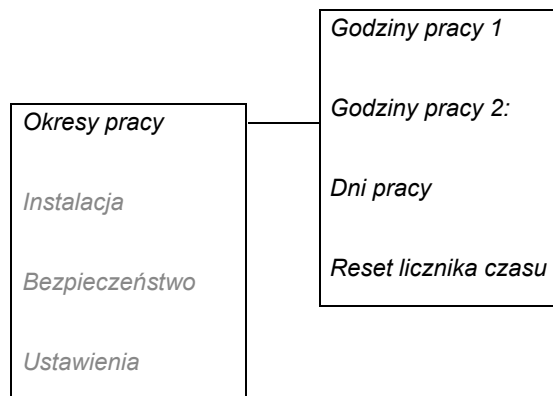 Godziny pracy 1
Godziny pracy 2:
Okresy pracy
Dni pracy
Instalacja
Reset licznika czasu
Bezpieczeństwo
Ustawienia